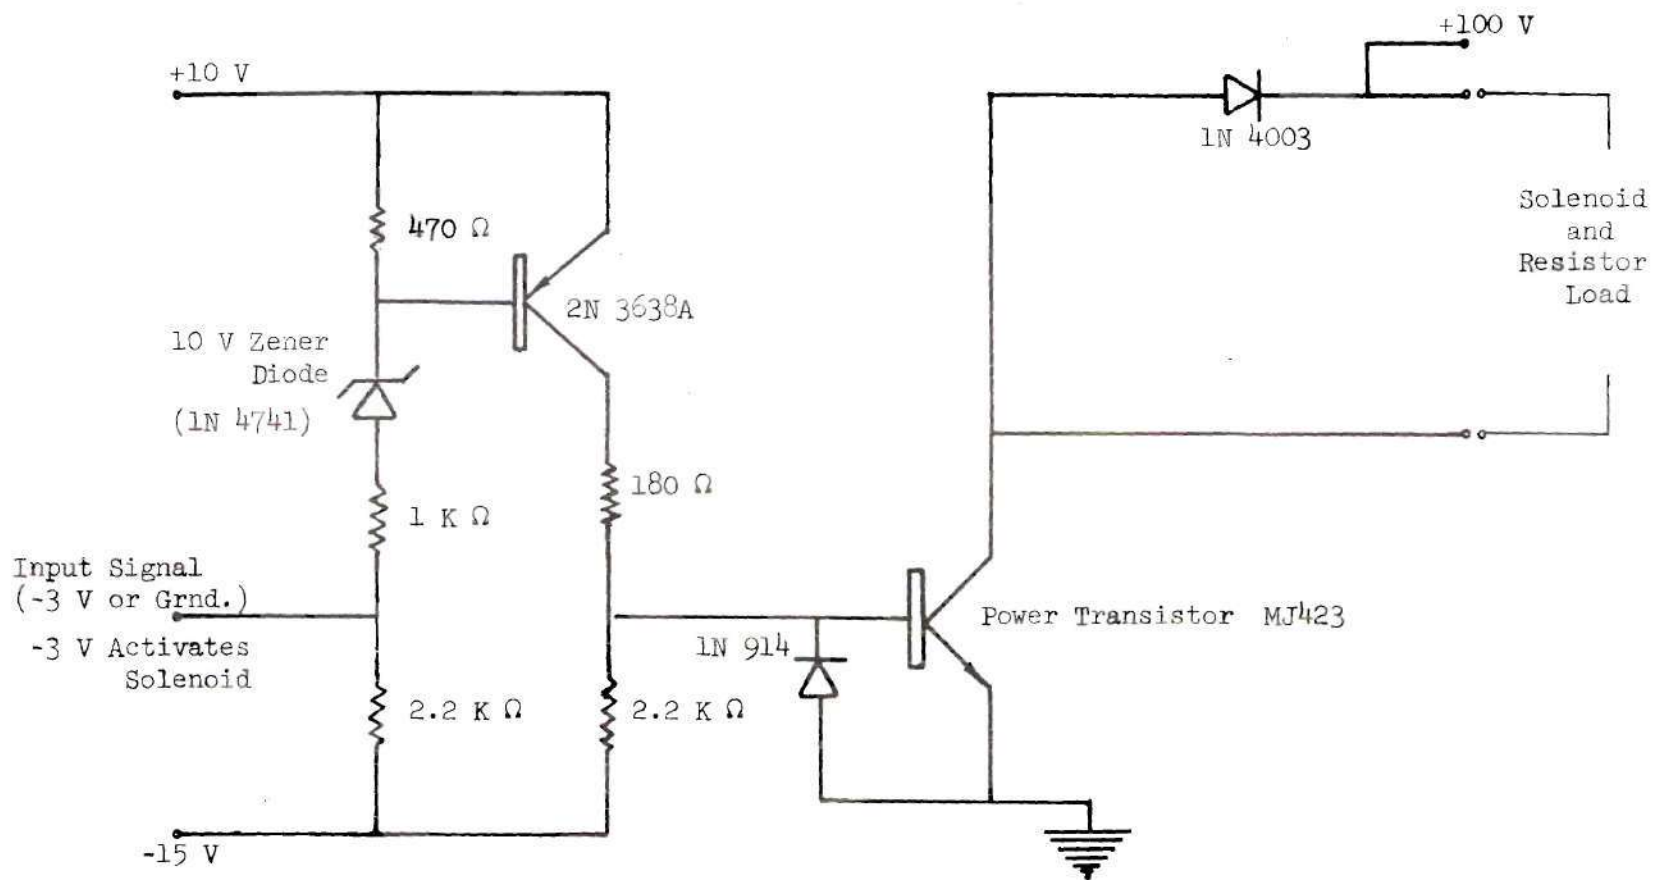 +100 V
+10 V
1N 4003
Solenoid
and
Resistor
Load
470 Ω
2N 3638A
10 V Zener
Diode
(1N 4741)
180 Ω
1 K Ω
Input Signal
(-3 V or Grnd.)
-3 V Activates
Solenoid
Power Transistor MJ423
1N 914
2.2 K Ω
2.2 K Ω
-15 V